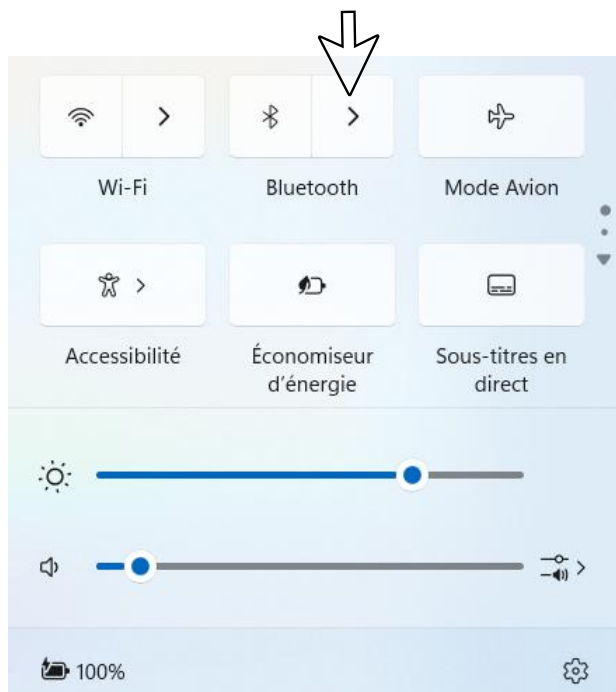 Wi-Fi
Bluetooth
Mode Avion
Accessibilité
Économiseur
d’énergie
Sous-titres en
direct
100%